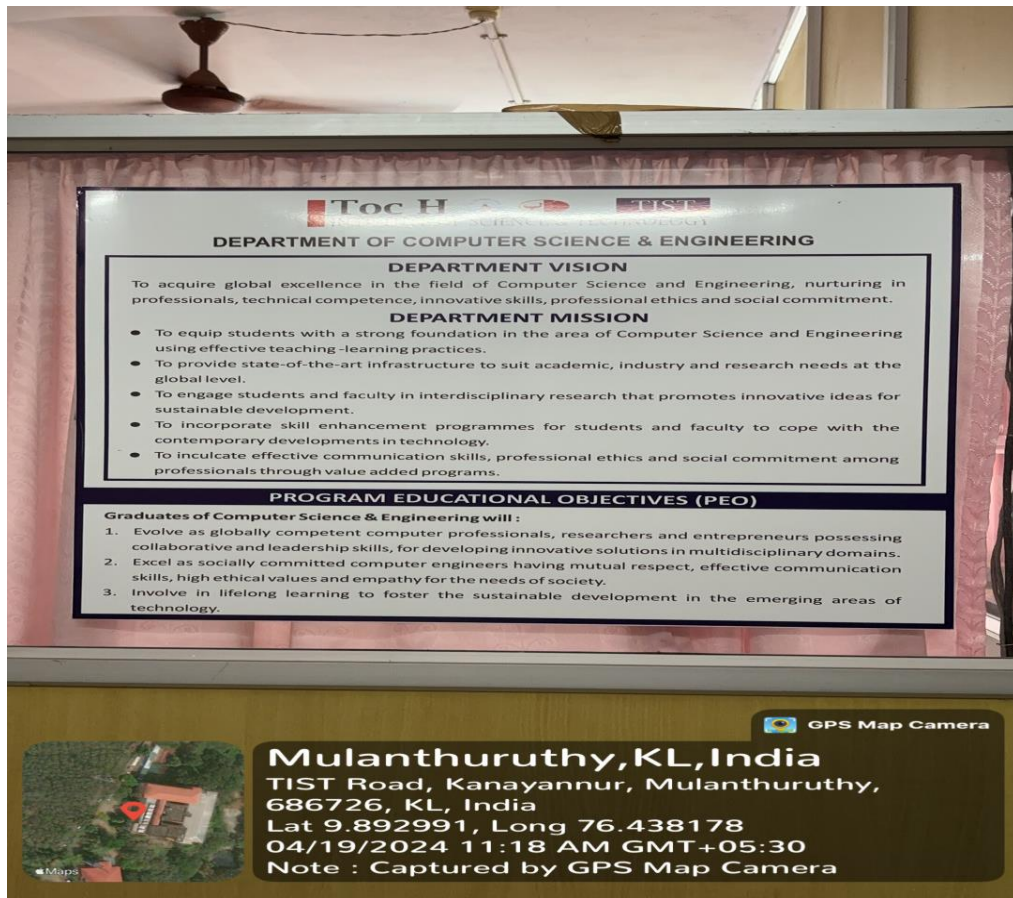 Toc H
TIST
INSTITUTE OF SCIENCE & TECHNOLOGY
DEPARTMENT OF COMPUTER SCIENCE & ENGINEERING
DEPARTMENT VISION
To acquire global excellence in the field of Computer Science and Engineering, nurturing in
professionals, technical competence, innovative skills, professional ethics and social commitment.
DEPARTMENT MISSION
• To equip students with a strong foundation in the area of Computer Science and Engineering
using effective teaching -learning practices.
• To provide state-of-the-art infrastructure to suit academic, industry and research needs at the
global level.
• To engage students and faculty in interdisciplinary research that promotes innovative ideas for
sustainable development.
• To incorporate skill enhancement programmes for students and faculty to cope with the
contemporary developments in technology.
• To inculcate effective communication skills, professional ethics and social commitment among
professionals through value added programs.
PROGRAM EDUCATIONAL OBJECTIVES (PEO)
Graduates of Computer Science & Engineering will :
1. Evolve as globally competent computer professionals, researchers and entrepreneurs possessing
collaborative and leadership skills, for developing innovative solutions in multidisciplinary domains.
2. Excel as socially committed computer engineers having mutual respect, effective communication
skills, high ethical values and empathy for the needs of society.
3. Involve in lifelong learning to foster the sustainable development in the emerging areas of
technology.
GPS Map Camera
Mulanthuruthy,KL,India
TIST Road, Kanayannur, Mulanthuruthy,
686726, KL, India
Lat 9.892991, Long 76.438178
04/19/2024 11:18 AM GMT+05:30
Note : Captured by GPS Map Camera
Maps